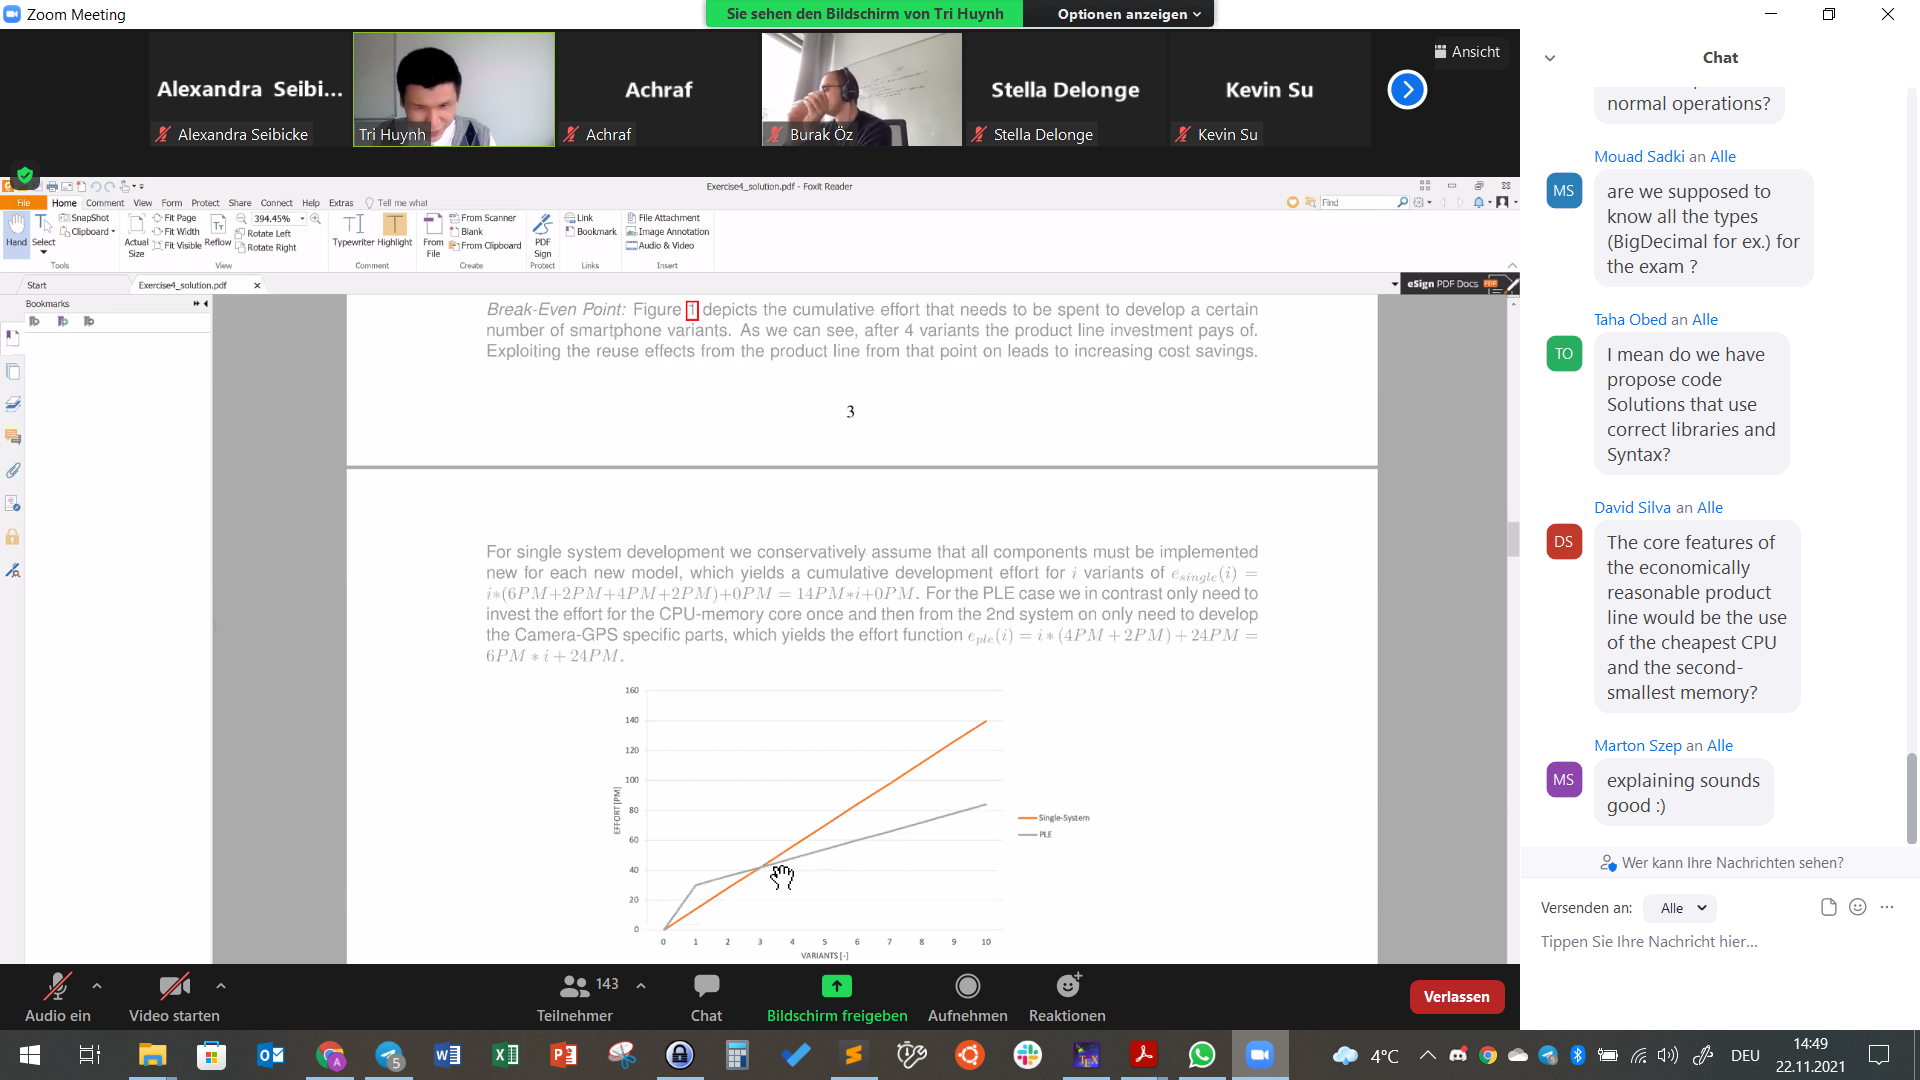 Zoom Meeting
Sie sehen den Bildschirm von Tri Huynh
Optionen anzeigen
Ansicht
Alexandra Seibi...
Achraf
Stella Delonge
Kevin Su
Alexandra Seibicke
Tri Huynh
Achraf
Burak Öz
Stella Delonge
Kevin Su
Exercise4_solution.pdf - Foxit Reader
File Home Comment View Form Protect Share Connect Help Extras Tell me what
Find
SnapShot
Clipboard
Hand
Select
Tools
Actual Size
Fit Page
Fit Width
Fit Visible
Reflow
394.45%
Rotate Left
Rotate Right
View
Typewriter
Highlight
Comment
From File
From Scanner
Blank
From Clipboard
Create
PDF Sign
Protect
Link
Bookmark
Links
File Attachment
Image Annotation
Audio & Video
Insert
Start
Exercise4_solution.pdf
eSign PDF Docs
Bookmarks
Break-Even Point: Figure 1 depicts the cumulative effort that needs to be spent to develop a certain
number of smartphone variants. As we can see, after 4 variants the product line investment pays of.
Exploiting the reuse effects from the product line from that point on leads to increasing cost savings.
3
For single system development we conservatively assume that all components must be implemented
new for each new model, which yields a cumulative development effort for i variants of e_single(i) =
i∗(6PM+2PM+4PM+2PM)+0PM = 14PM∗i+0PM. For the PLE case we in contrast only need to
invest the effort for the CPU-memory core once and then from the 2nd system on only need to develop
the Camera-GPS specific parts, which yields the effort function e_ple(i) = i ∗ (4PM + 2PM) + 24PM =
6PM ∗ i + 24PM.
160
140
120
100
80
60
40
20
0
EFFORT [PM]
0 1 2 3 4 5 6 7 8 9 10
VARIANTS [-]
Single-System
PLE
Chat
normal operations?
Mouad Sadki an Alle
MS
are we supposed to
know all the types
(BigDecimal for ex.) for
the exam ?
Taha Obed an Alle
TO
I mean do we have
propose code
Solutions that use
correct libraries and
Syntax?
David Silva an Alle
DS
The core features of
the economically
reasonable product
line would be the use
of the cheapest CPU
and the second-
smallest memory?
Marton Szep an Alle
MS
explaining sounds
good :)
Wer kann Ihre Nachrichten sehen?
Versenden an: Alle
Tippen Sie Ihre Nachricht hier...
Audio ein
Video starten
143
Teilnehmer
Chat
Bildschirm freigeben
Aufnehmen
Reaktionen
Verlassen
4°C
DEU
14:49
22.11.2021